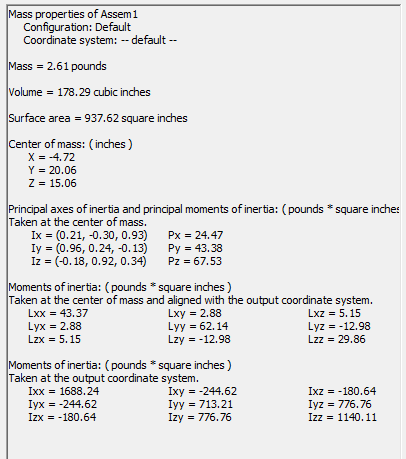 Mass properties of Assem1
Configuration: Default
Coordinate system: -- default --
Mass = 2.61 pounds
Volume = 178.29 cubic inches
Surface area = 937.62 square inches
Center of mass: ( inches )
X = -4.72
Y = 20.06
Z = 15.06
Principal axes of inertia and principal moments of inertia: ( pounds * square inches
Taken at the center of mass.
Ix = (0.21, -0.30, 0.93) Px = 24.47
Iy = (0.96, 0.24, -0.13) Py = 43.38
Iz = (-0.18, 0.92, 0.34) Pz = 67.53
Moments of inertia: ( pounds * square inches )
Taken at the center of mass and aligned with the output coordinate system.
Lxx = 43.37 Lxy = 2.88 Lxz = 5.15
Lyx = 2.88 Lyy = 62.14 Lyz = -12.98
Lzx = 5.15 Lzy = -12.98 Lzz = 29.86
Moments of inertia: ( pounds * square inches )
Taken at the output coordinate system.
Ixx = 1688.24 Ixy = -244.62 Ixz = -180.64
Iyx = -244.62 Iyy = 713.21 Iyz = 776.76
Izx = -180.64 Izy = 776.76 Izz = 1140.11